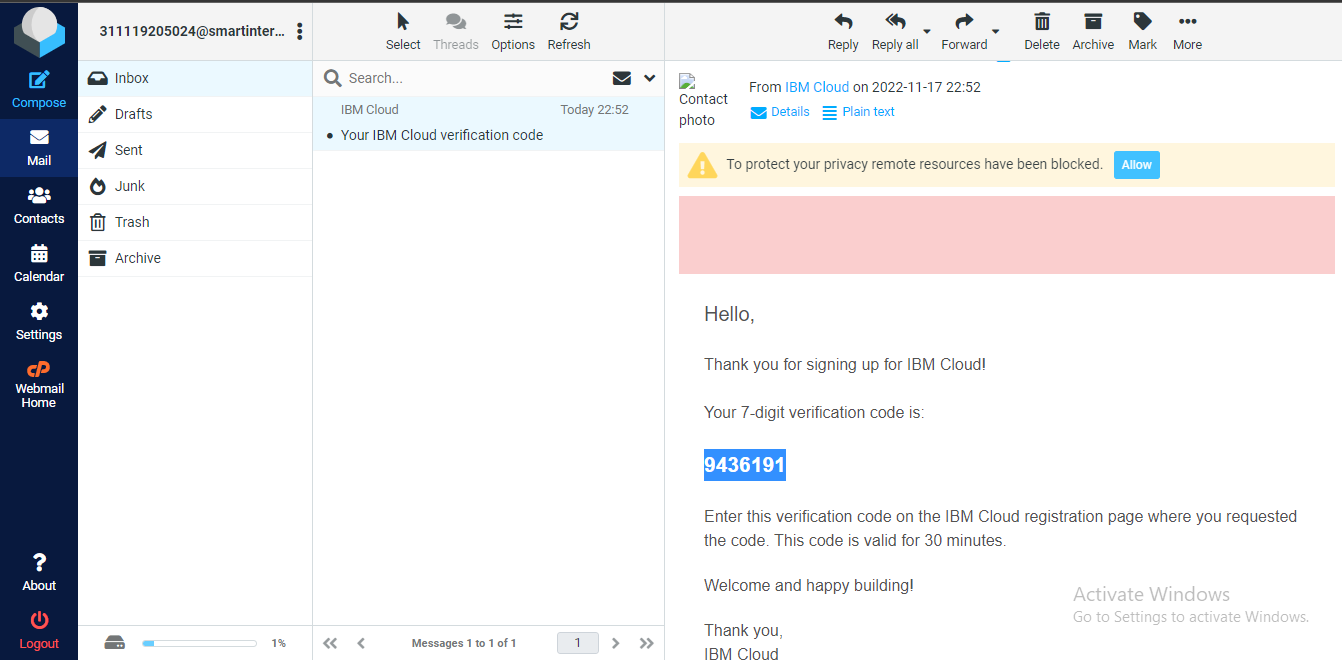 311119205024@smartinter...
Compose
Mail
Contacts
Calendar
Settings
Webmail
Home
About
Logout
Inbox
Drafts
Sent
Junk
Trash
Archive
1%
Select Threads Options Refresh
Search...
IBM Cloud Today 22:52
Your IBM Cloud verification code
Messages 1 to 1 of 1 1
Reply Reply all Forward Delete Archive Mark More
Contact
photo
From IBM Cloud on 2022-11-17 22:52
Details Plain text
To protect your privacy remote resources have been blocked. Allow
Hello,
Thank you for signing up for IBM Cloud!
Your 7-digit verification code is:
9436191
Enter this verification code on the IBM Cloud registration page where you requested
the code. This code is valid for 30 minutes.
Welcome and happy building!
Thank you,
IBM Cloud
Activate Windows
Go to Settings to activate Windows.